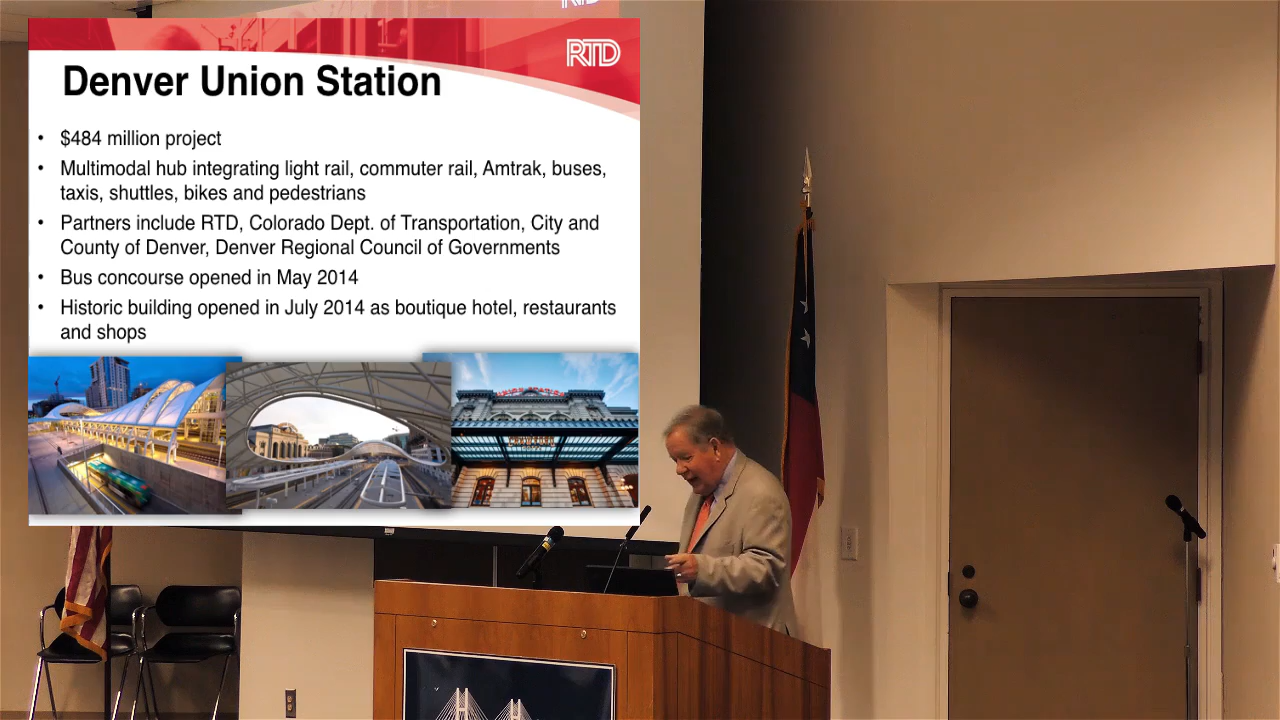 RTD
Denver Union Station
• $484 million project
• Multimodal hub integrating light rail, commuter rail, Amtrak, buses,
taxis, shuttles, bikes and pedestrians
• Partners include RTD, Colorado Dept. of Transportation, City and
County of Denver, Denver Regional Council of Governments
• Bus concourse opened in May 2014
• Historic building opened in July 2014 as boutique hotel, restaurants
and shops
UNION STATION